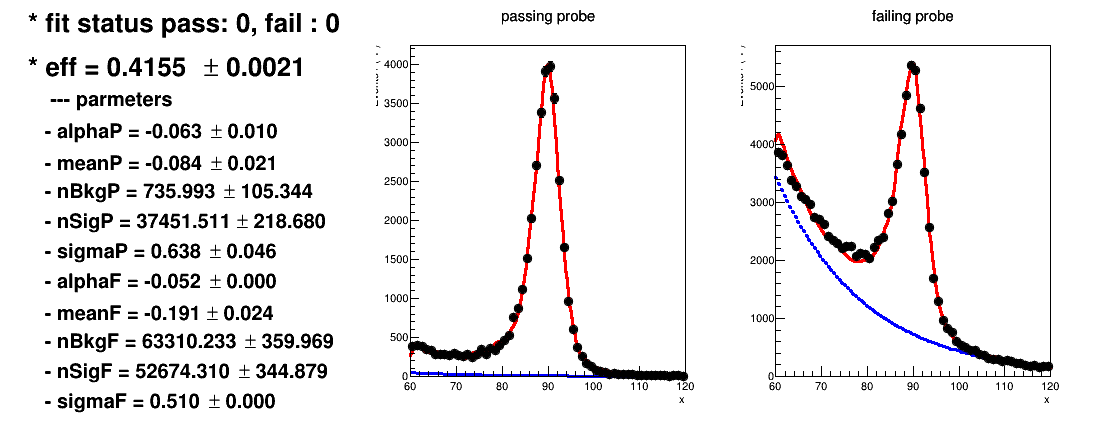 * fit status pass: 0, fail : 0
* eff = 0.4155 ± 0.0021
--- parmeters
- alphaP = -0.063 ± 0.010
- meanP = -0.084 ± 0.021
- nBkgP = 735.993 ± 105.344
- nSigP = 37451.511 ± 218.680
- sigmaP = 0.638 ± 0.046
- alphaF = -0.052 ± 0.000
- meanF = -0.191 ± 0.024
- nBkgF = 63310.233 ± 359.969
- nSigF = 52674.310 ± 344.879
- sigmaF = 0.510 ± 0.000
passing probe
4000
3500
3000
2500
2000
1500
1000
500
0
60 70 80 90 100 110 120
x
failing probe
5000
4000
3000
2000
1000
0
60 70 80 90 100 110 120
x